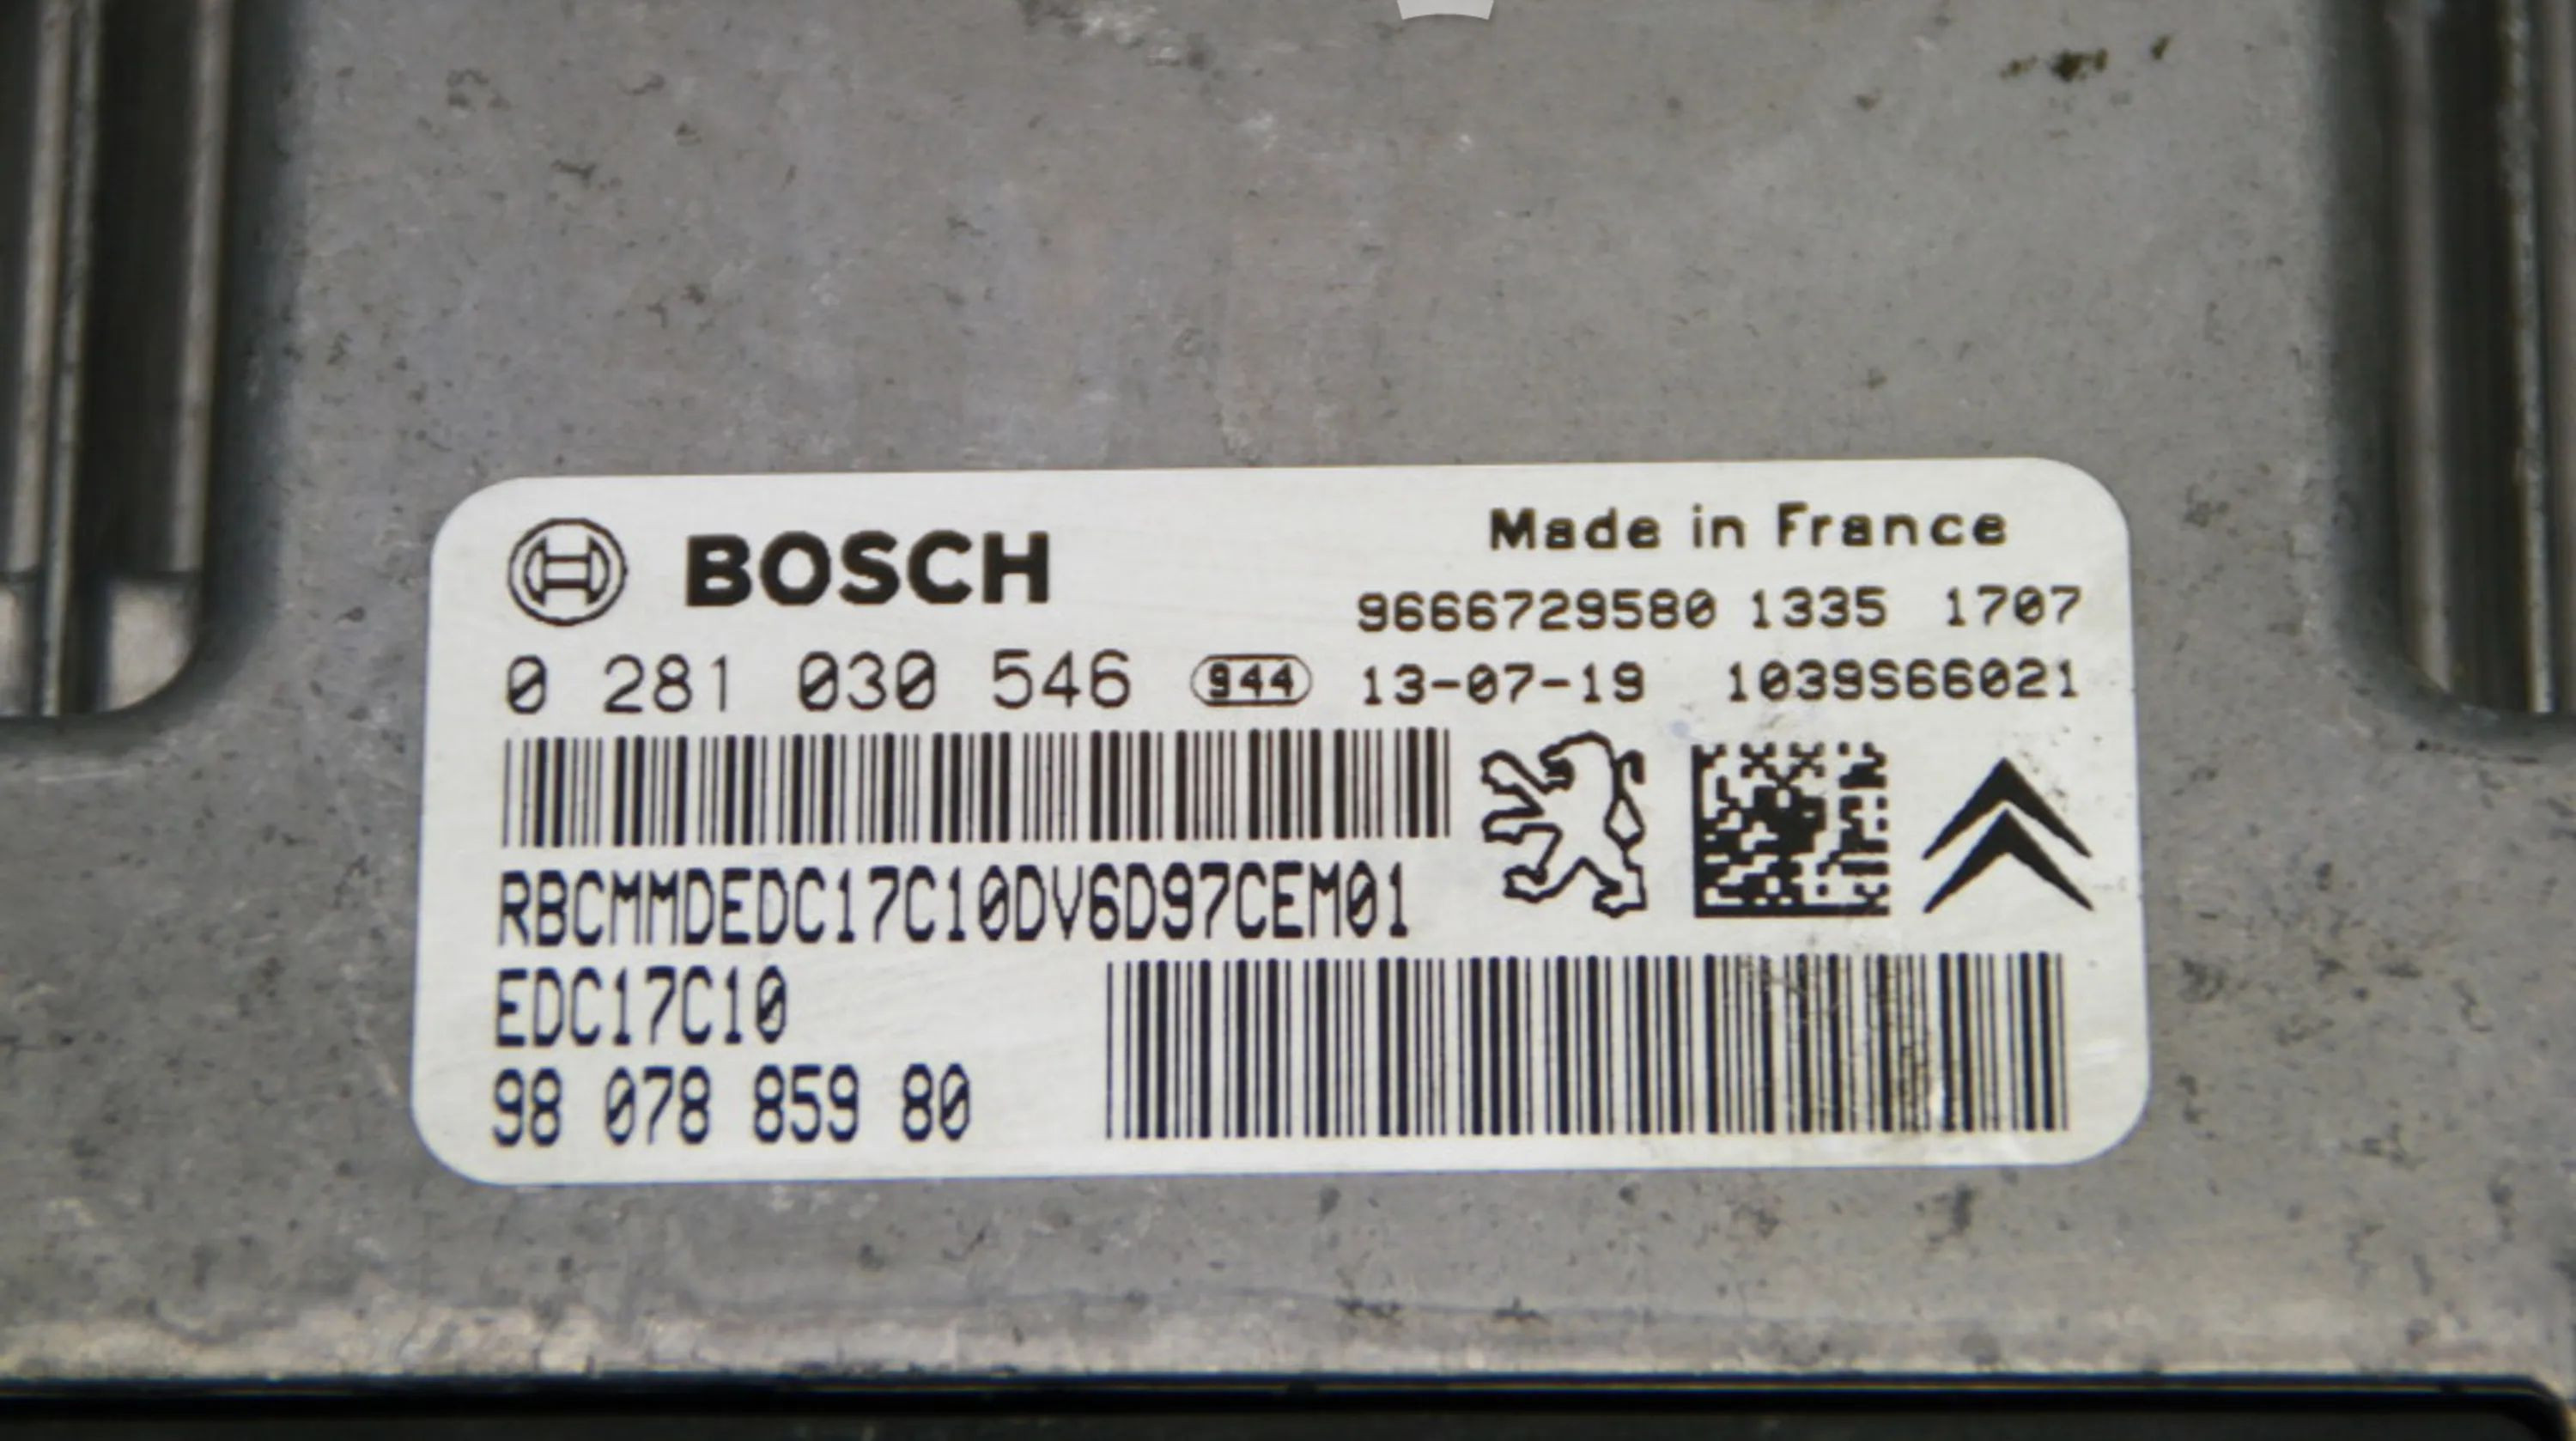 BOSCH
Made in France
9666729580 1335 1707
0 281 030 546 944 13-07-19 1039S66021
RBCMMDEDC17C10DV6D97CEM01
EDC17C10
98 078 859 80